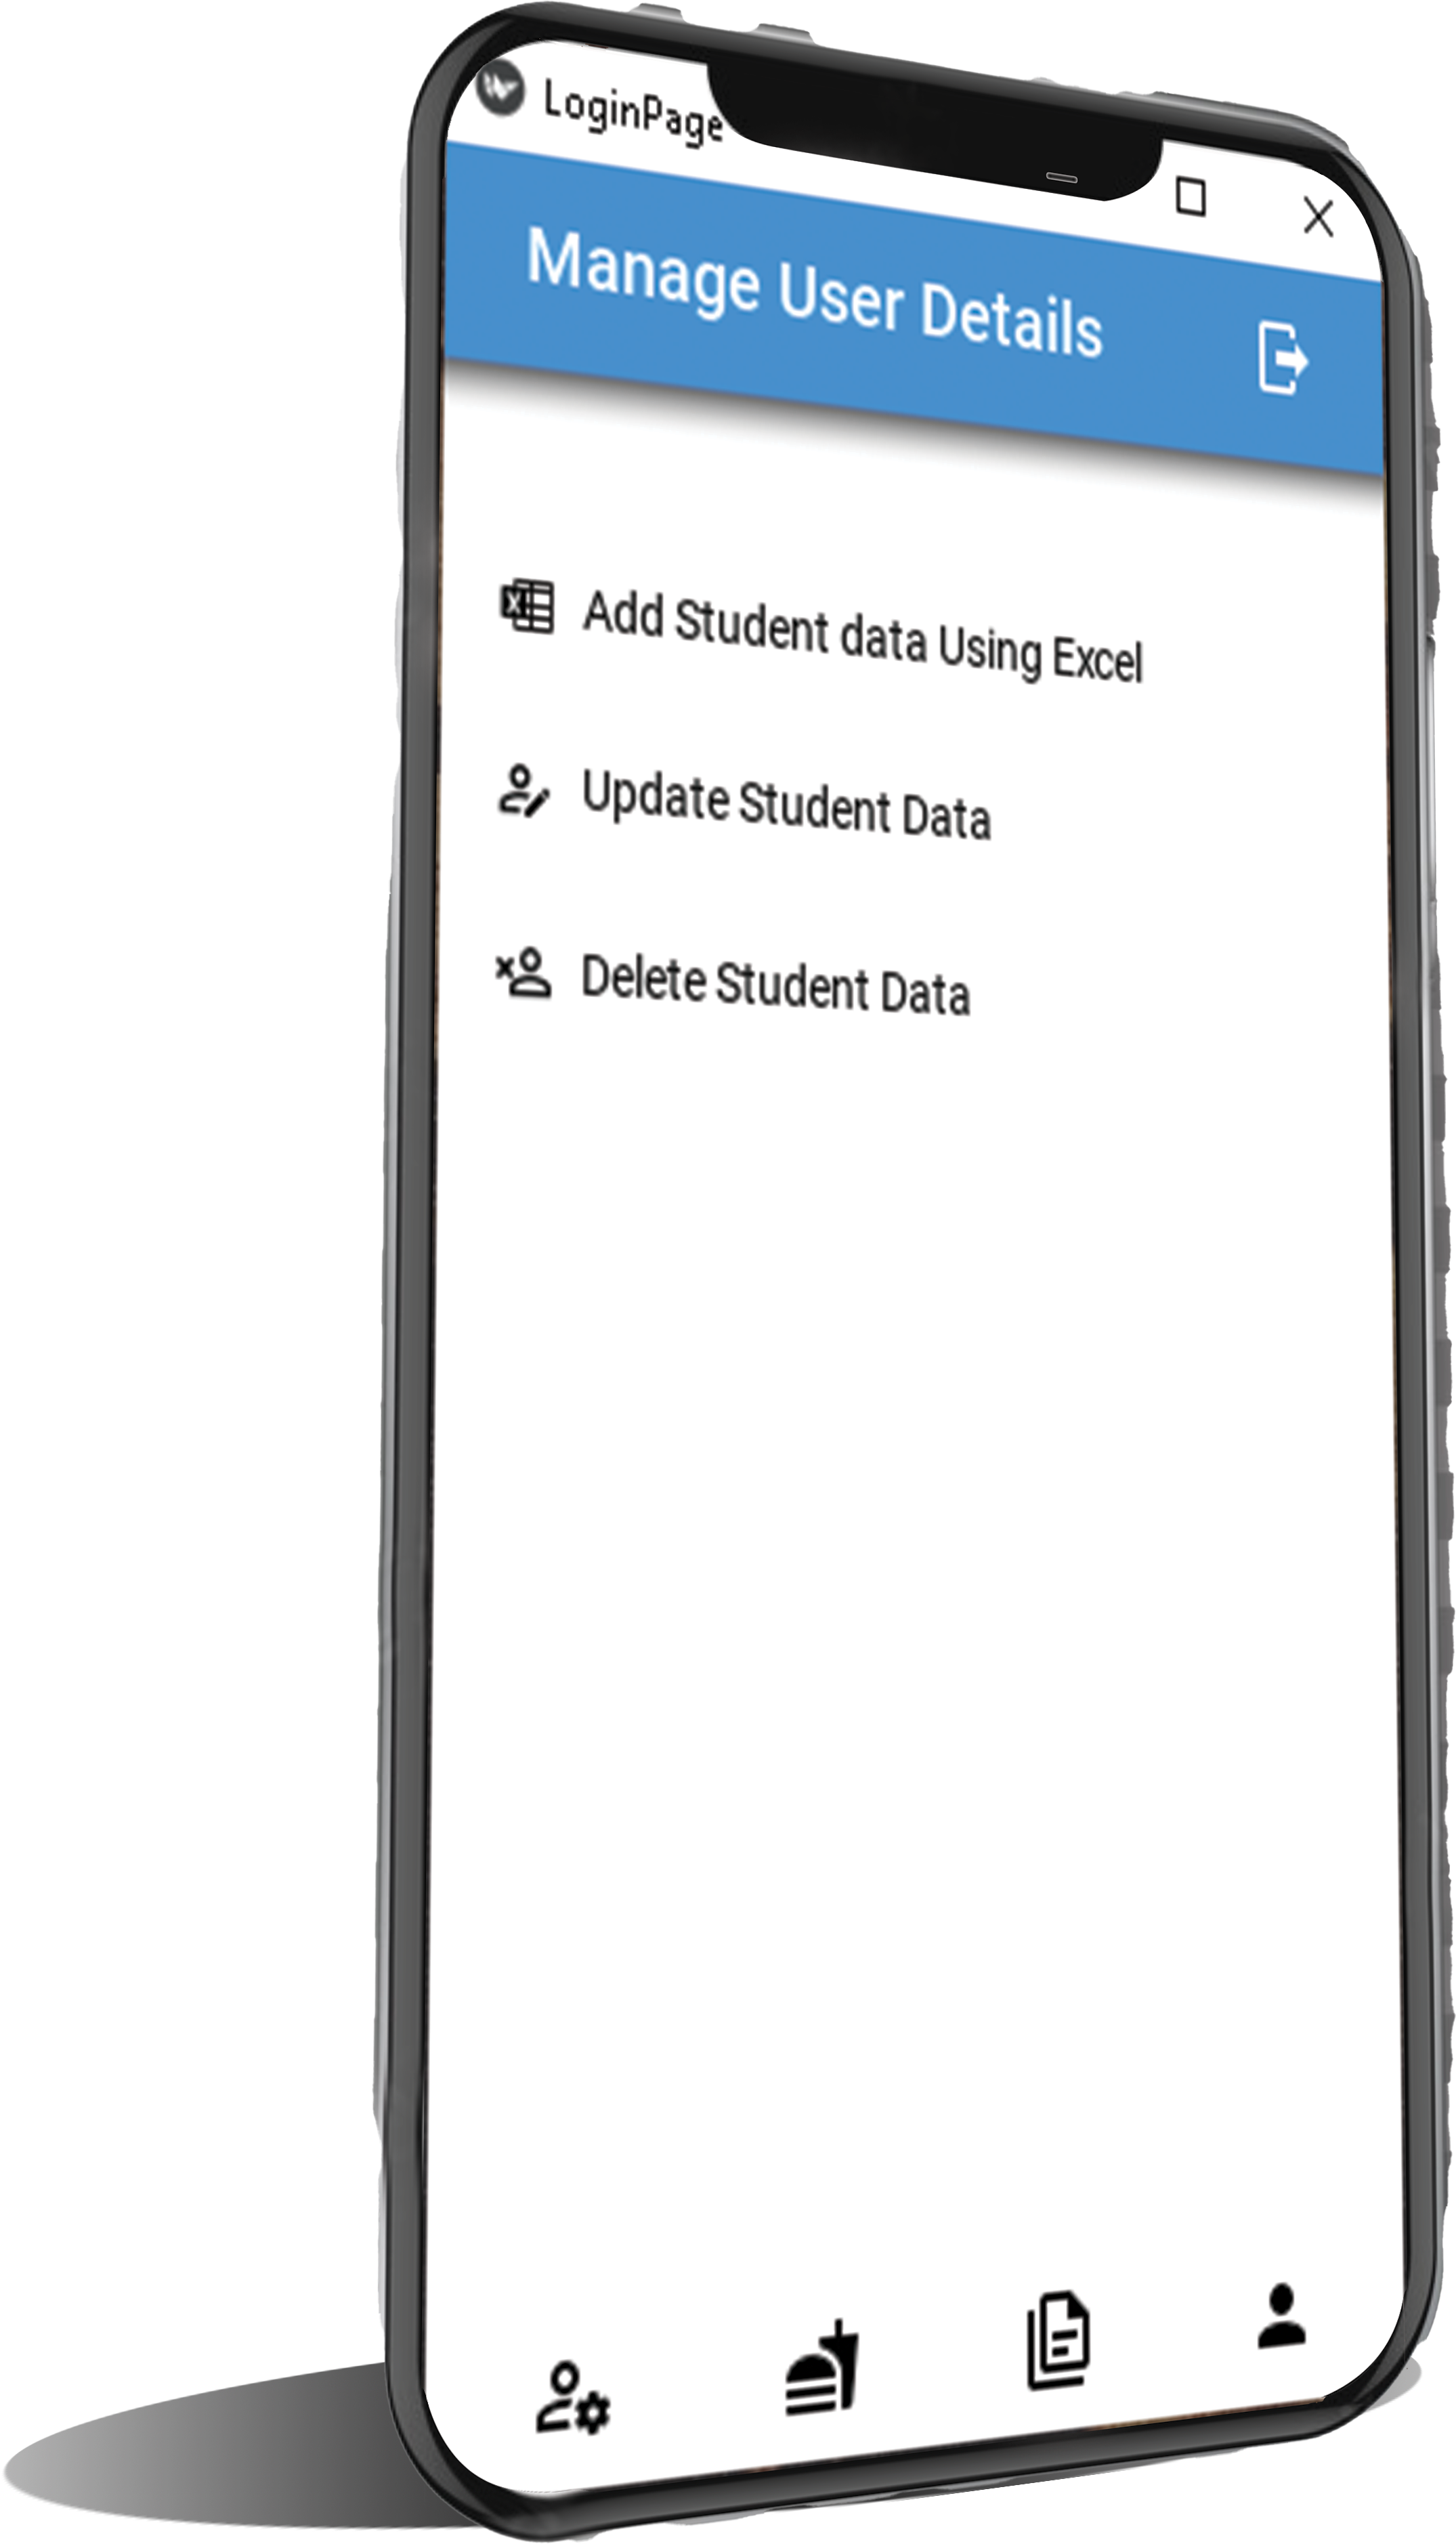 LoginPage
Manage User Details
Add Student data Using Excel
Update Student Data
Delete Student Data